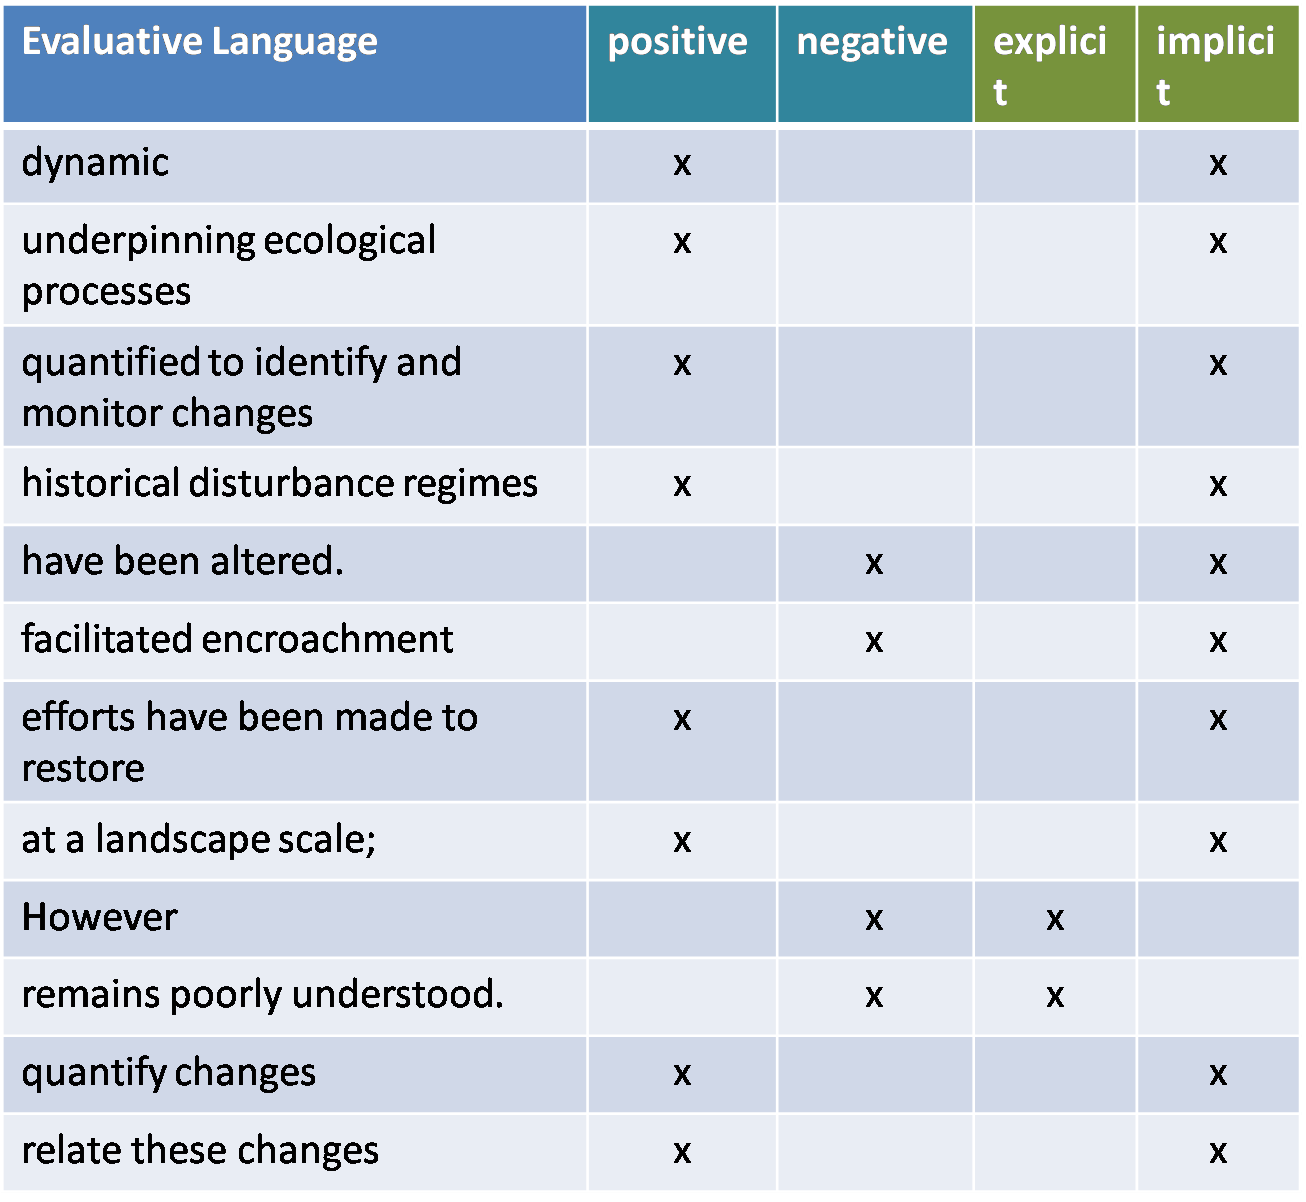 Evaluative Language positive negative explici implici
t t
dynamic x x
underpinning ecological x x
processes
quantified to identify and x x
monitor changes
historical disturbance regimes x x
have been altered. x x
facilitated encroachment x x
efforts have been made to x x
restore
at a landscape scale; x x
However x x
remains poorly understood. x x
quantify changes x x
relate these changes x x